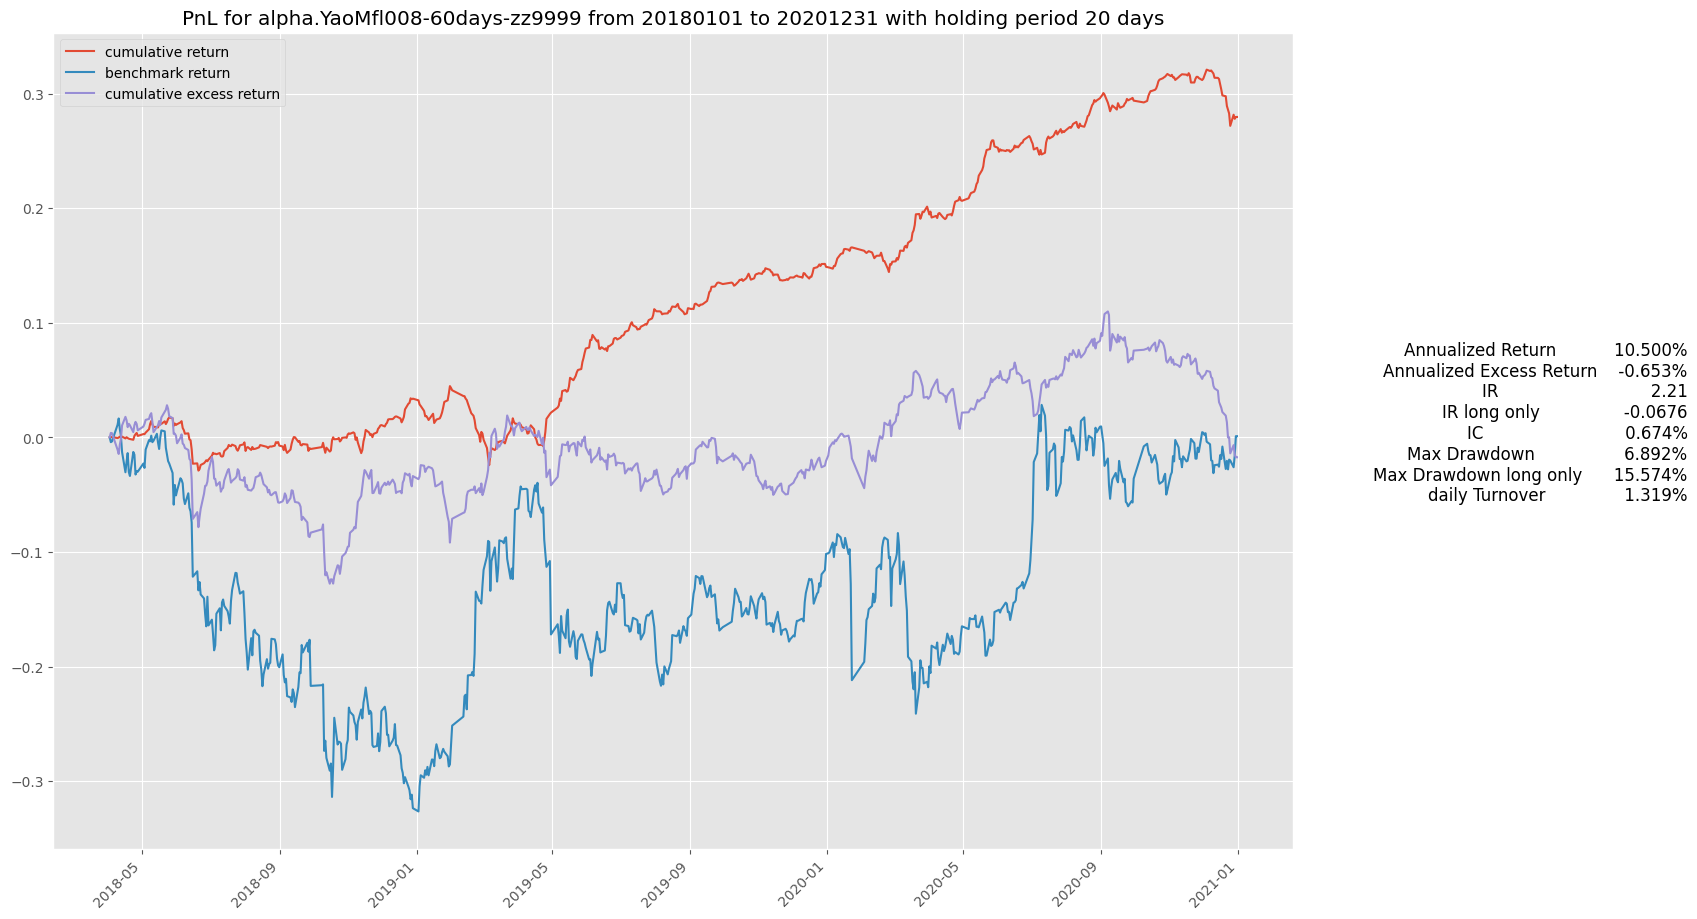 PnL for alpha.YaoMfl008-60days-zz9999 from 20180101 to 20201231 with holding period 20 days
cumulative return
benchmark return
cumulative excess return
0.3
0.2
0.1
0.0
−0.1
−0.2
−0.3
2018-05
2018-09
2019-01
2019-05
2019-09
2020-01
2020-05
2020-09
2021-01
Annualized Return 10.500%
Annualized Excess Return -0.653%
IR 2.21
IR long only -0.0676
IC 0.674%
Max Drawdown 6.892%
Max Drawdown long only 15.574%
daily Turnover 1.319%